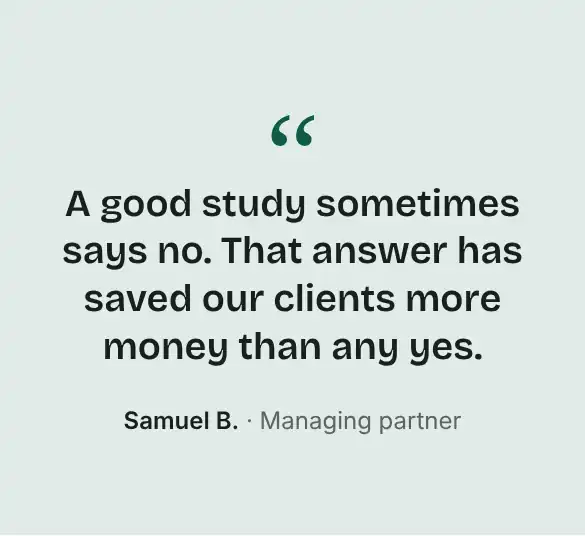 “
A good study sometimes
says no. That answer has
saved our clients more
money than any yes.
Samuel B. · Managing partner